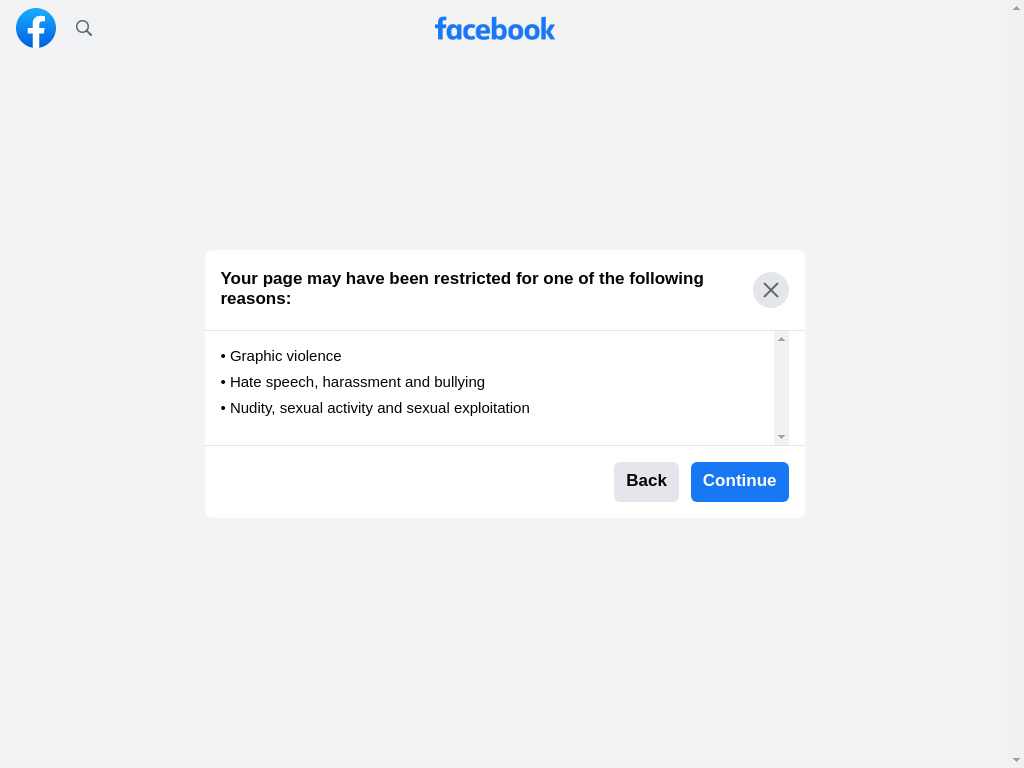 facebook
Your page may have been restricted for one of the following
reasons:
• Graphic violence
• Hate speech, harassment and bullying
• Nudity, sexual activity and sexual exploitation
Back
Continue